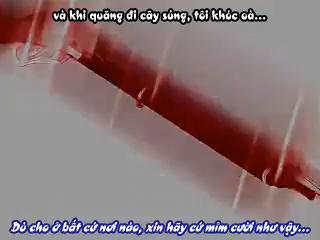 và khi quăng đi cây súng, tôi khúc oà...
Dù cho ở bất cứ nơi nào, xin hãy cứ mỉm cười như vậy...